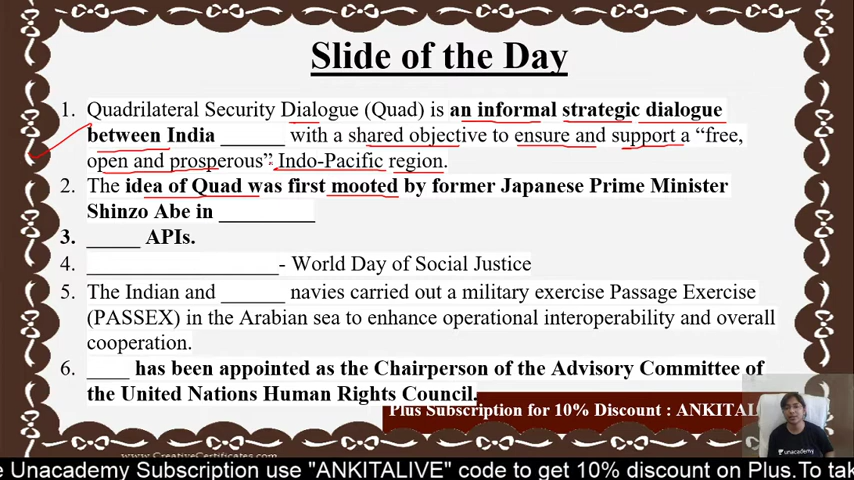 Slide of the Day
1. Quadrilateral Security Dialogue (Quad) is an informal strategic dialogue
between India ______ with a shared objective to ensure and support a “free,
open and prosperous” Indo-Pacific region.
2. The idea of Quad was first mooted by former Japanese Prime Minister
Shinzo Abe in _________
3. _____ APIs.
4. __________________- World Day of Social Justice
5. The Indian and ______ navies carried out a military exercise Passage Exercise
(PASSEX) in the Arabian sea to enhance operational interoperability and overall
cooperation.
6. ____ has been appointed as the Chairperson of the Advisory Committee of
the United Nations Human Rights Council.
Plus Subscription for 10% Discount : ANKITAL
unacademy
www.CreativeCertificates.com
e Unacademy Subscription use "ANKITALIVE" code to get 10% discount on Plus.To tak